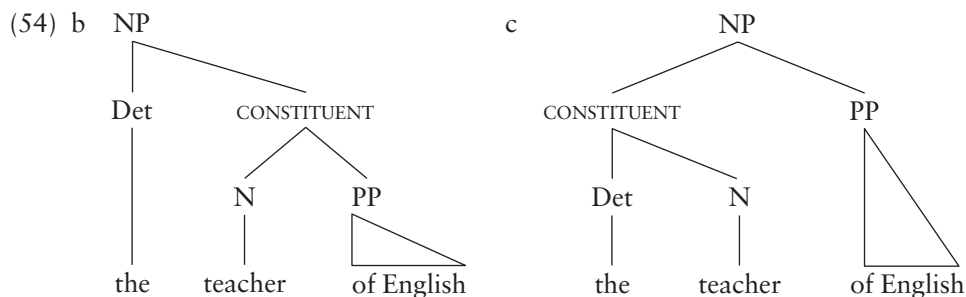 (54) b NP c NP
Det CONSTITUENT CONSTITUENT PP
N PP Det N
the teacher of English the teacher of English